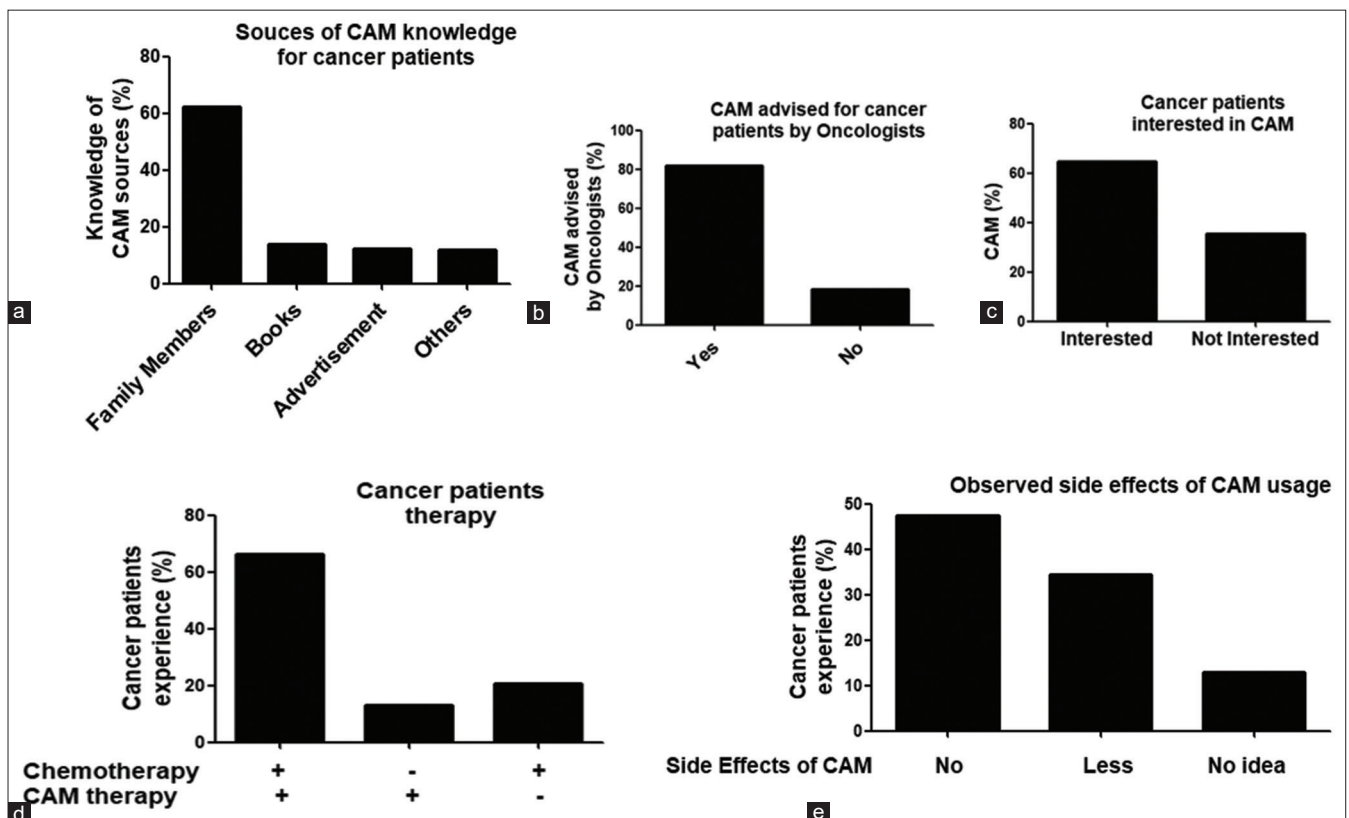 Souces of CAM knowledge
for cancer patients
Knowledge of
CAM sources (%)
80
60
40
20
0
Family Members
Books
Advertisement
Others
a
CAM advised for cancer
patients by Oncologists
CAM advised
by Oncologists (%)
100
80
60
40
20
0
Yes
No
b
Cancer patients
interested in CAM
CAM (%)
80
60
40
20
0
Interested
Not Interested
c
Cancer patients
therapy
Cancer patients
experience (%)
80
60
40
20
0
Chemotherapy + - +
CAM therapy + + -
d
Observed side effects of CAM usage
Cancer patients
experience (%)
50
40
30
20
10
0
Side Effects of CAM No Less No idea
e